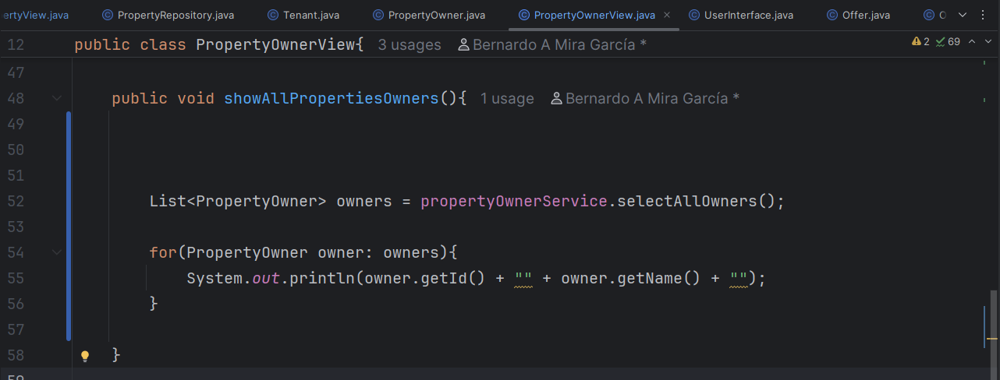 ertyView.java PropertyRepository.java Tenant.java PropertyOwner.java PropertyOwnerView.java × UserInterface.java Offer.java O
12 public class PropertyOwnerView{ 3 usages Bernardo A Mira García * 2 69
47
48 public void showAllPropertiesOwners(){ 1 usage Bernardo A Mira García *
49
50
51
52 List<PropertyOwner> owners = propertyOwnerService.selectAllOwners();
53
54 for(PropertyOwner owner: owners){
55 System.out.println(owner.getId() + "" + owner.getName() + "");
56 }
57
58 }
59